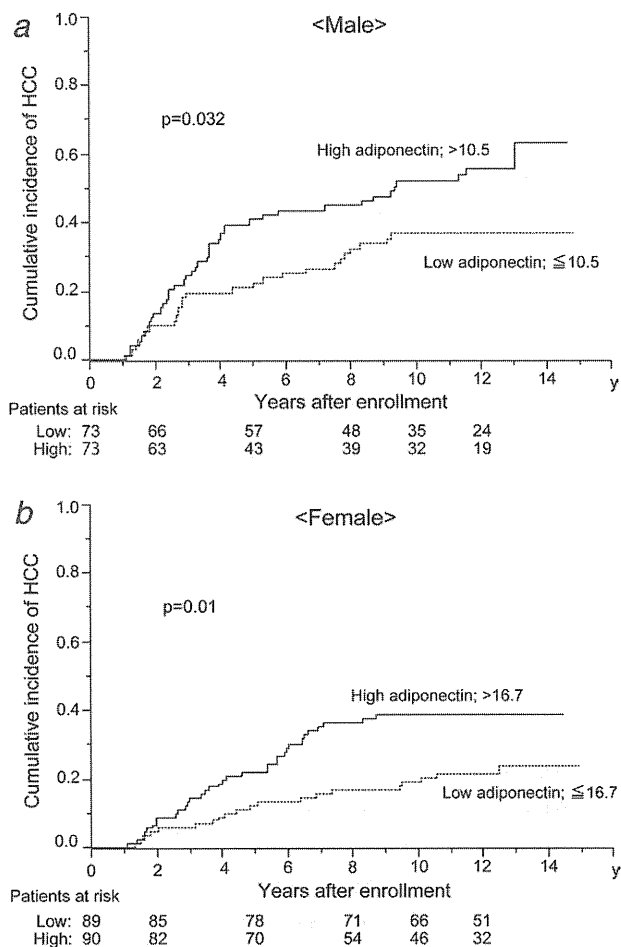 a
<Male>
Cumulative incidence of HCC
1.0
0.8
0.6
0.4
0.2
0.0
p=0.032
High adiponectin; >10.5
Low adiponectin; ≦10.5
0 2 4 6 8 10 12 14 y
Years after enrollment
Patients at risk
Low: 73 66 57 48 35 24
High: 73 63 43 39 32 19
b
<Female>
Cumulative incidence of HCC
1.0
0.8
0.6
0.4
0.2
0.0
p=0.01
High adiponectin; >16.7
Low adiponectin; ≦16.7
0 2 4 6 8 10 12 14 y
Years after enrollment
Patients at risk
Low: 89 85 78 71 66 51
High: 90 82 70 54 46 32